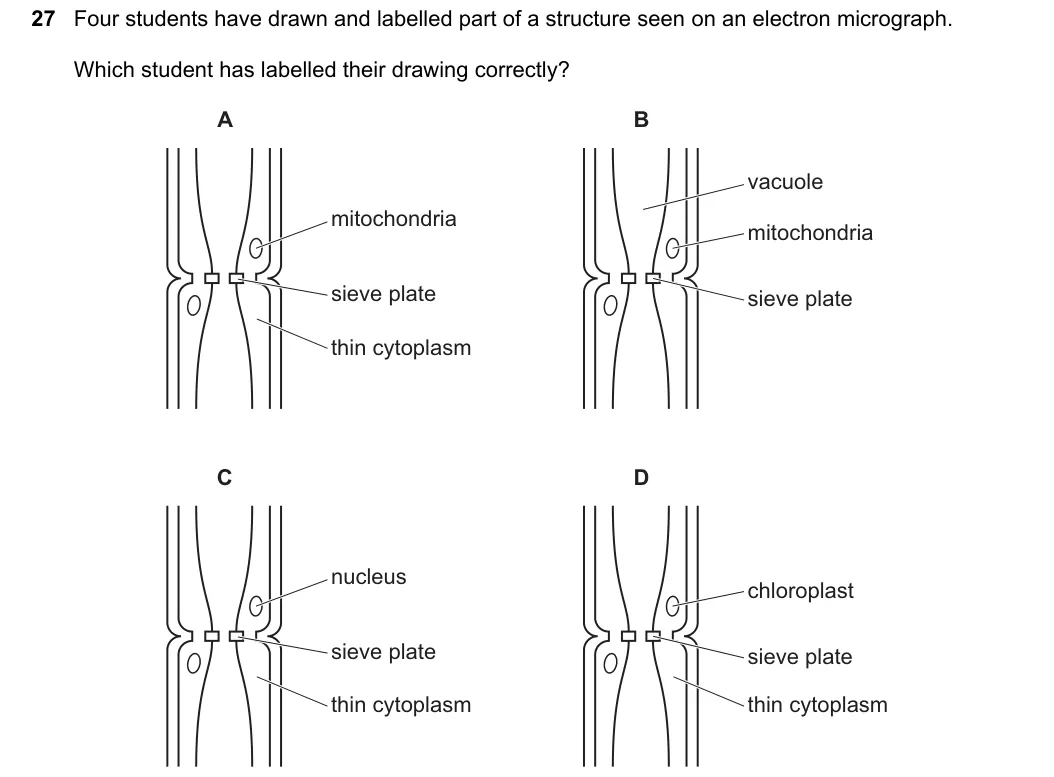 27 Four students have drawn and labelled part of a structure seen on an electron micrograph.
Which student has labelled their drawing correctly?
A
mitochondria
sieve plate
thin cytoplasm
B
vacuole
mitochondria
sieve plate
C
nucleus
sieve plate
thin cytoplasm
D
chloroplast
sieve plate
thin cytoplasm